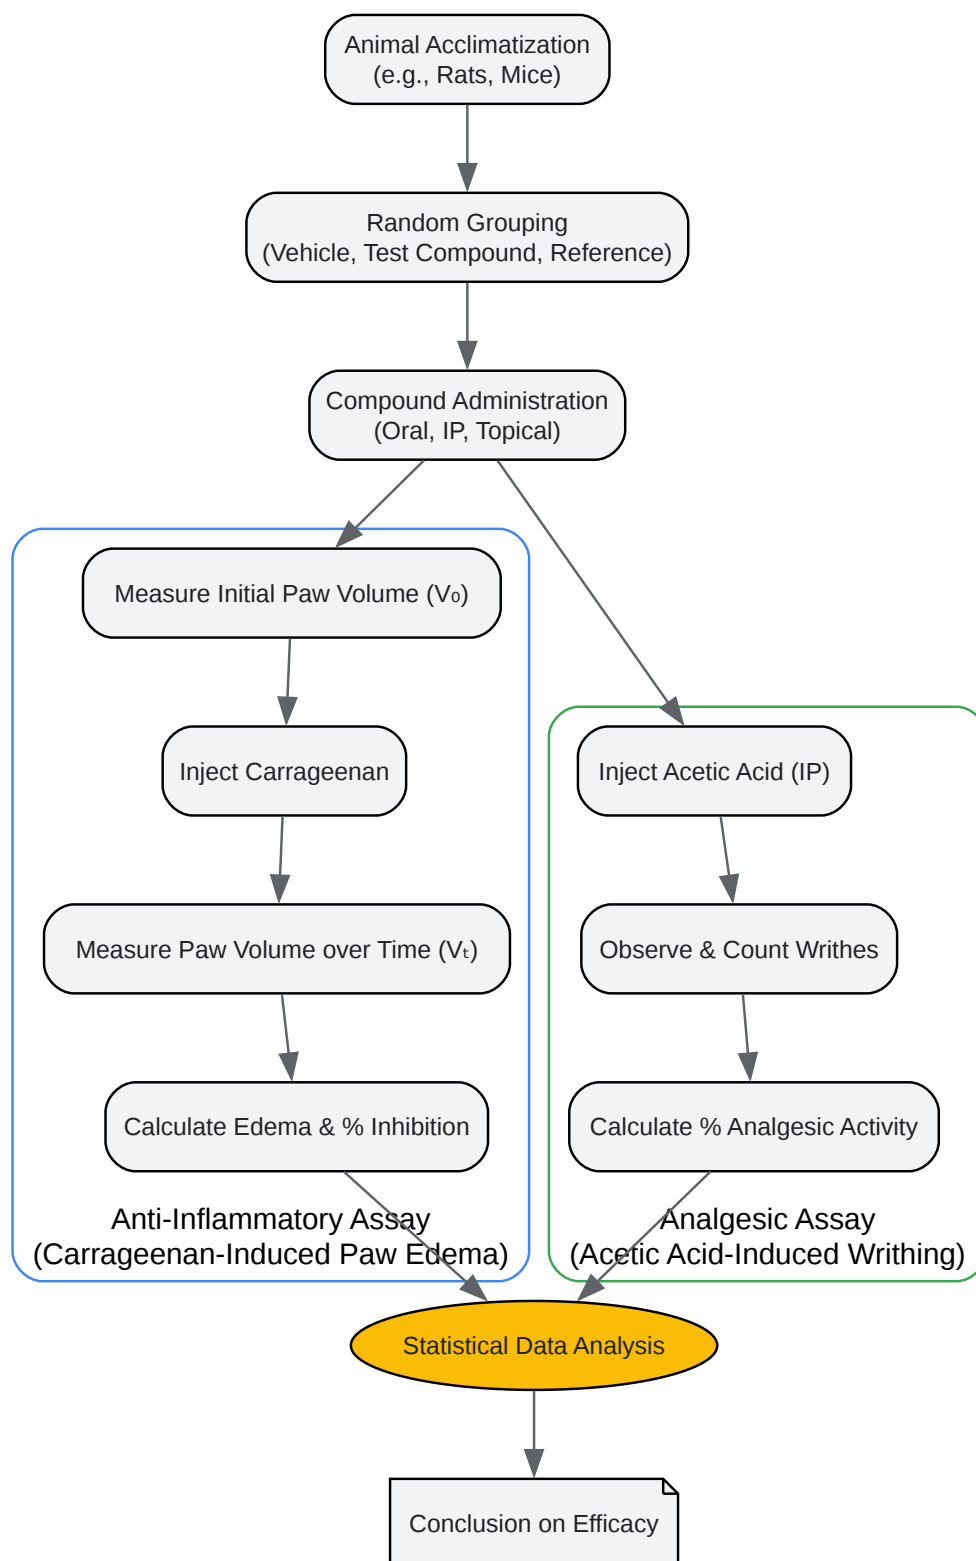 Animal Acclimatization
(e.g., Rats, Mice)
Random Grouping
(Vehicle, Test Compound, Reference)
Compound Administration
(Oral, IP, Topical)
Measure Initial Paw Volume (V₀)
Inject Carrageenan
Measure Paw Volume over Time (Vₜ)
Calculate Edema & % Inhibition
Anti-Inflammatory Assay
(Carrageenan-Induced Paw Edema)
Inject Acetic Acid (IP)
Observe & Count Writhes
Calculate % Analgesic Activity
Analgesic Assay
(Acetic Acid-Induced Writhing)
Statistical Data Analysis
Conclusion on Efficacy